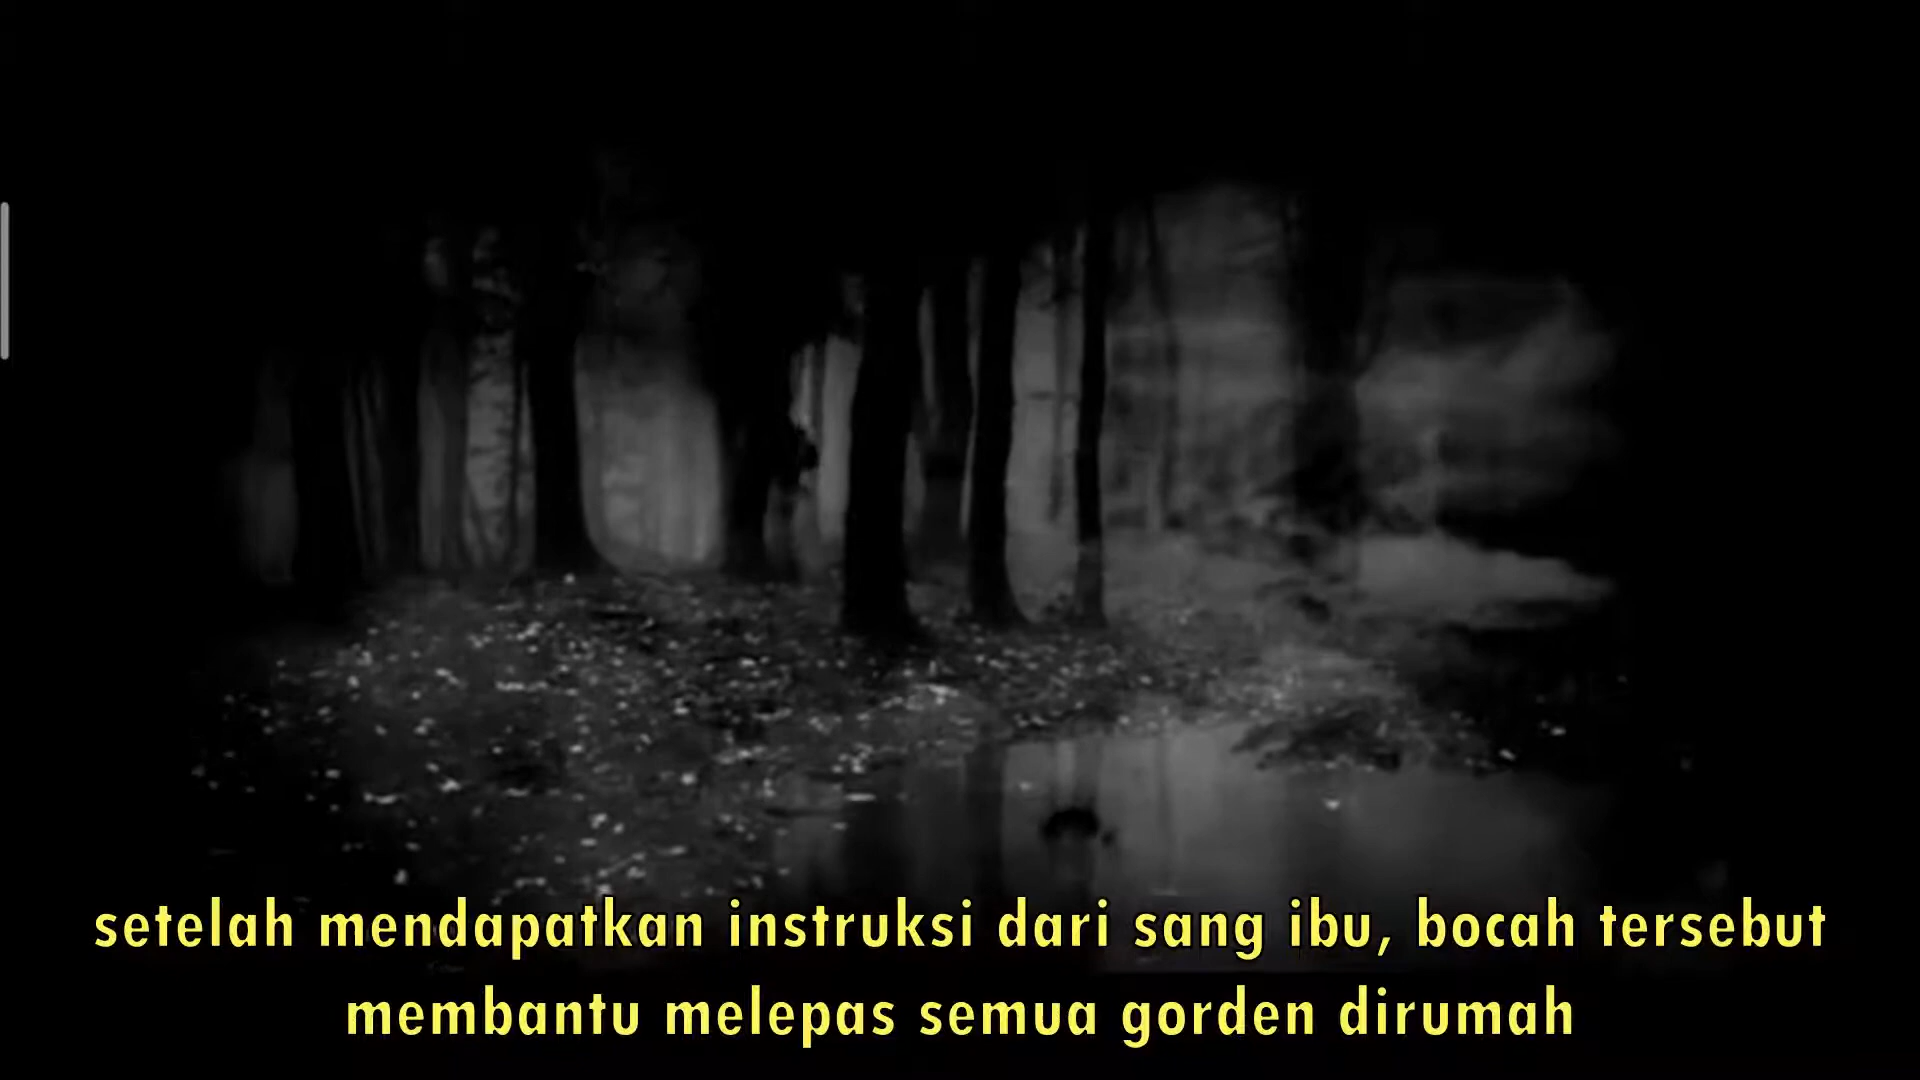 setelah mendapatkan instruksi dari sang ibu, bocah tersebut
membantu melepas semua gorden dirumah